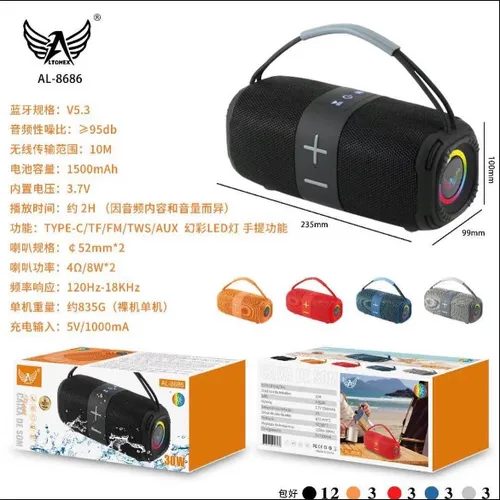 ALTOMEX
AL-8686
蓝牙规格：V5.3
音频性噪比：≥95db
无线传输范围：10M
电池容量：1500mAh
内置电压：3.7V
播放时间：约 2H （因音频内容和音量而异）
功能：TYPE-C/TF/FM/TWS/AUX 幻彩LED灯 手提功能
喇叭规格：￠52mm*2
喇叭功率：4Ω/8W*2
频率响应：120Hz-18KHz
单机重量：约835G（裸机单机）
充电输入：5V/1000mA
100mm
235mm
99mm
AL-8686
CAIXA DE SOM
30W
CAIXA DE SOM
包好 12 3 3 3 3